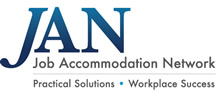 JAN
Job Accommodation Network
Practical Solutions • Workplace Success